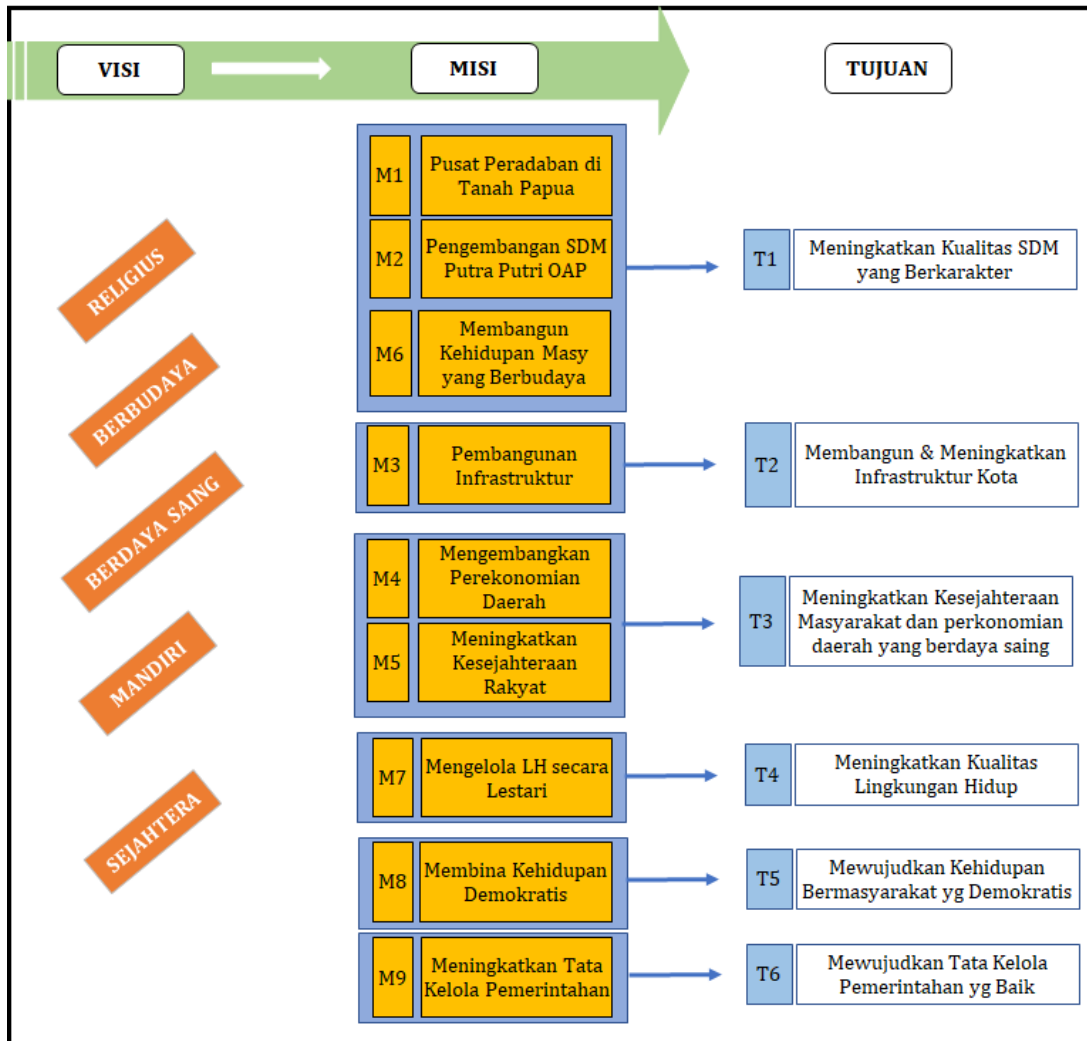 VISI
MISI
TUJUAN
RELIGIUS
BERBUDAYA
BERDAYA SAING
MANDIRI
SEJAHTERA
M1
Pusat Peradaban di
Tanah Papua
M2
Pengembangan SDM
Putra Putri OAP
M6
Membangun
Kehidupan Masy
yang Berbudaya
T1
Meningkatkan Kualitas SDM
yang Berkarakter
M3
Pembangunan
Infrastruktur
T2
Membangun & Meningkatkan
Infrastruktur Kota
M4
Mengembangkan
Perekonomian
Daerah
M5
Meningkatkan
Kesejahteraan
Rakyat
T3
Meningkatkan Kesejahteraan
Masyarakat dan perkonomian
daerah yang berdaya saing
M7
Mengelola LH secara
Lestari
T4
Meningkatkan Kualitas
Lingkungan Hidup
M8
Membina Kehidupan
Demokratis
T5
Mewujudkan Kehidupan
Bermasyarakat yg Demokratis
M9
Meningkatkan Tata
Kelola Pemerintahan
T6
Mewujudkan Tata Kelola
Pemerintahan yg Baik